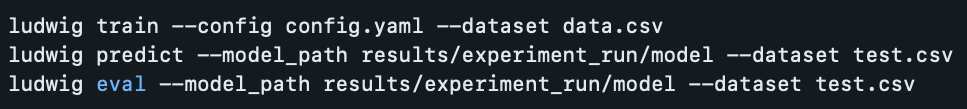 ludwig train --config config.yaml --dataset data.csv
ludwig predict --model_path results/experiment_run/model --dataset test.csv
ludwig eval --model_path results/experiment_run/model --dataset test.csv